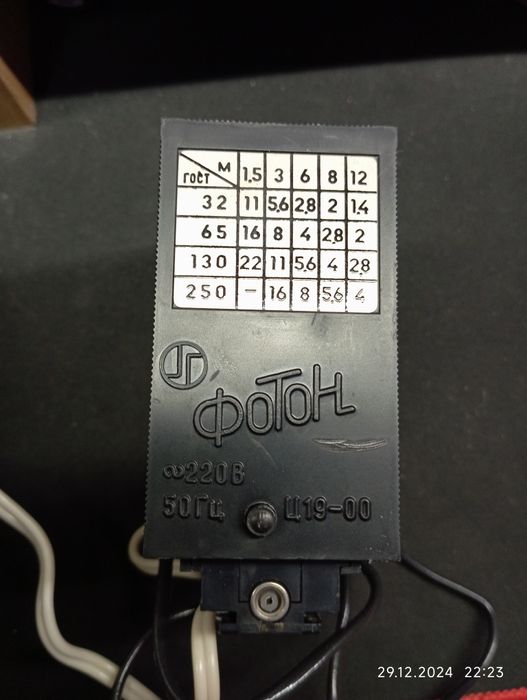 М
ГОСТ 1,5 3 6 8 12
32 11 5,6 2,8 2 1,4
65 16 8 4 2,8 2
130 22 11 5,6 4 2,8
250 – 16 8 5,6 4
ФОТОН
~220В
50Гц Ц19-00
29.12.2024 22:23